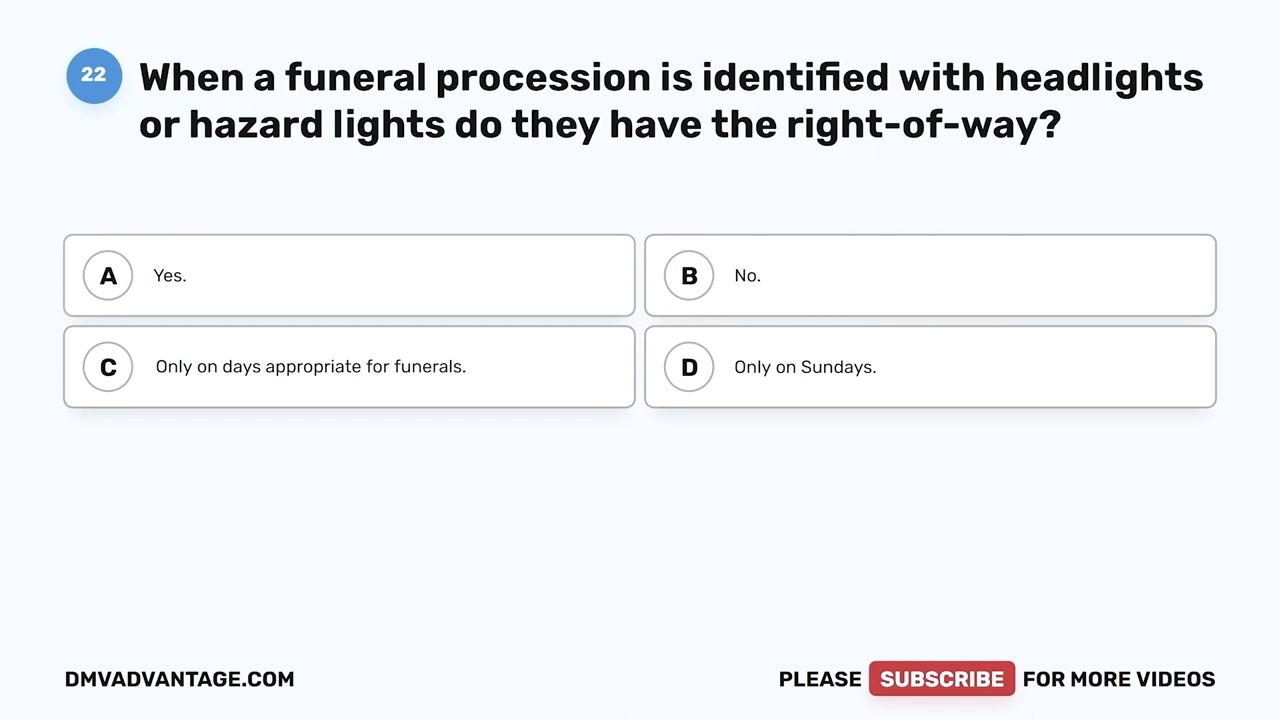 22
When a funeral procession is identified with headlights
or hazard lights do they have the right-of-way?
A Yes.
B No.
C Only on days appropriate for funerals.
D Only on Sundays.
DMVADVANTAGE.COM
PLEASE SUBSCRIBE FOR MORE VIDEOS